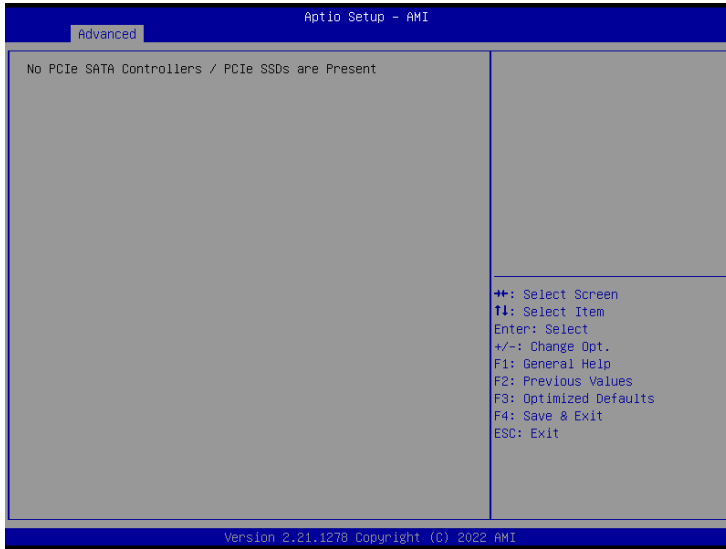 Aptio Setup – AMI
Advanced
No PCIe SATA Controllers / PCIe SSDs are Present
→←: Select Screen
↑↓: Select Item
Enter: Select
+/-: Change Opt.
F1: General Help
F2: Previous Values
F3: Optimized Defaults
F4: Save & Exit
ESC: Exit
Version 2.21.1278 Copyright (C) 2022 AMI